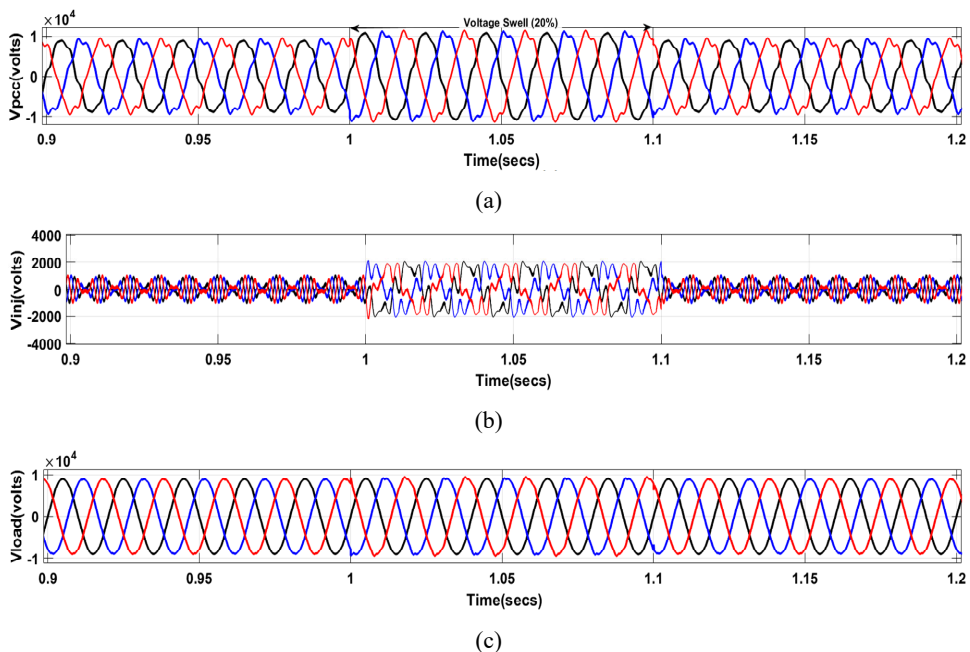 ×10⁴
Voltage Swell (20%)
Vpcc(volts)
1
0
-1
0.9 0.95 1 1.05 1.1 1.15 1.2
Time(secs)
(a)
Vinj(volts)
4000
2000
0
-2000
-4000
0.9 0.95 1 1.05 1.1 1.15 1.2
Time(secs)
(b)
×10⁴
Vload(volts)
1
0
-1
0.9 0.95 1 1.05 1.1 1.15 1.2
Time(secs)
(c)